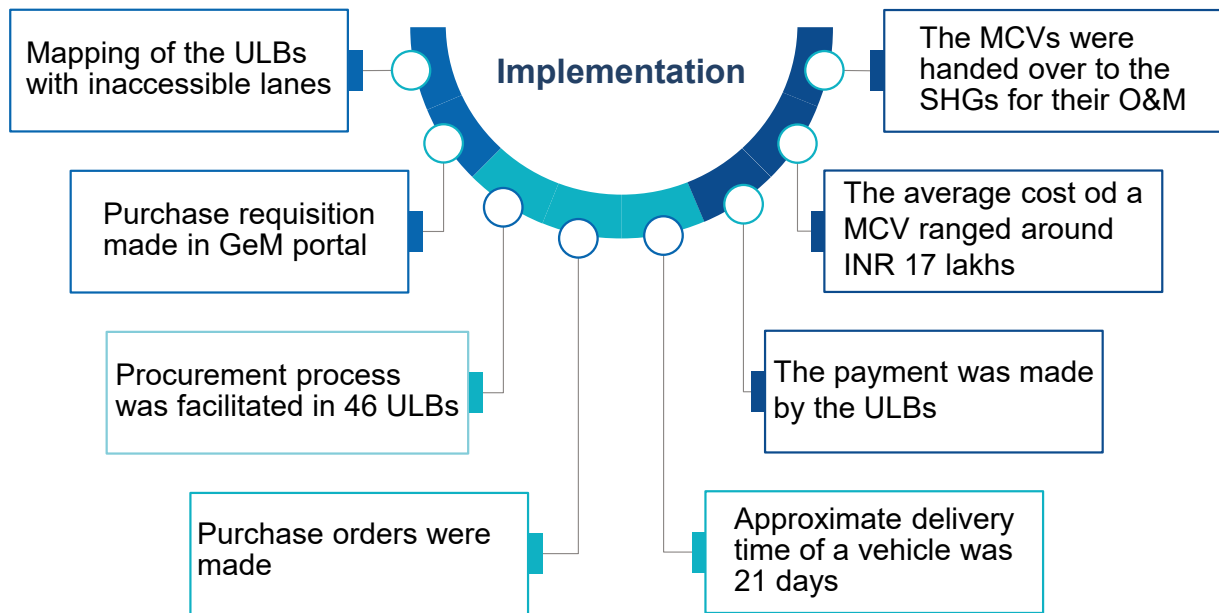 Implementation
Mapping of the ULBs
with inaccessible lanes
Purchase requisition
made in GeM portal
Procurement process
was facilitated in 46 ULBs
Purchase orders were
made
Approximate delivery
time of a vehicle was
21 days
The payment was made
by the ULBs
The average cost od a
MCV ranged around
INR 17 lakhs
The MCVs were
handed over to the
SHGs for their O&M